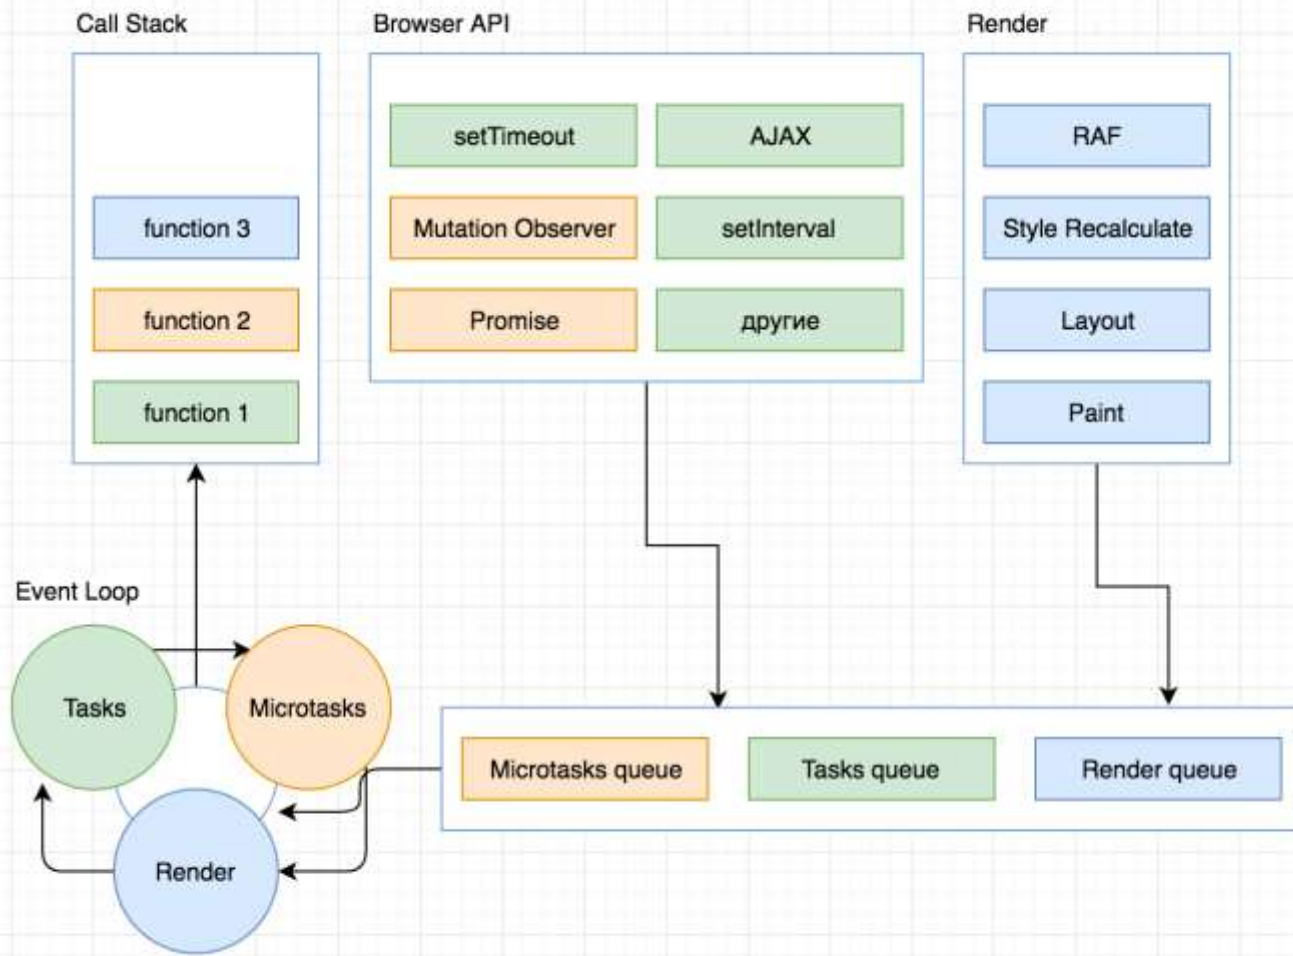 Call Stack
Browser API
Render
setTimeout
AJAX
RAF
function 3
Mutation Observer
setInterval
Style Recalculate
function 2
Promise
другие
Layout
function 1
Paint
Event Loop
Tasks
Microtasks
Microtasks queue
Tasks queue
Render queue
Render